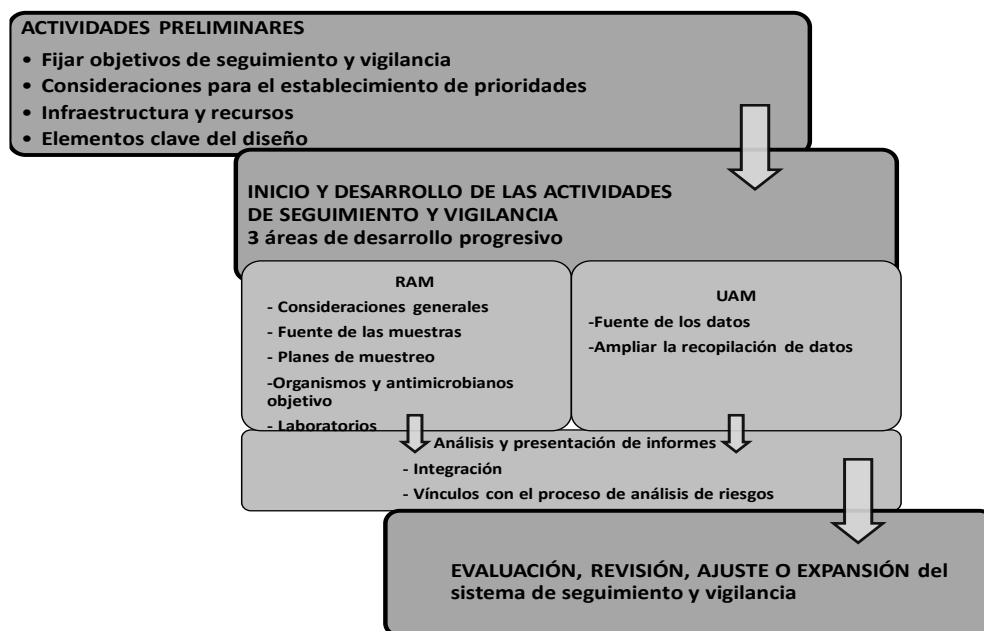 ACTIVIDADES PRELIMINARES
• Fijar objetivos de seguimiento y vigilancia
• Consideraciones para el establecimiento de prioridades
• Infraestructura y recursos
• Elementos clave del diseño
INICIO Y DESARROLLO DE LAS ACTIVIDADES
DE SEGUIMIENTO Y VIGILANCIA
3 áreas de desarrollo progresivo
RAM
- Consideraciones generales
- Fuente de las muestras
- Planes de muestreo
-Organismos y antimicrobianos
objetivo
- Laboratorios
UAM
-Fuente de los datos
-Ampliar la recopilación de datos
Análisis y presentación de informes
- Integración
- Vínculos con el proceso de análisis de riesgos
EVALUACIÓN, REVISIÓN, AJUSTE O EXPANSIÓN del
sistema de seguimiento y vigilancia